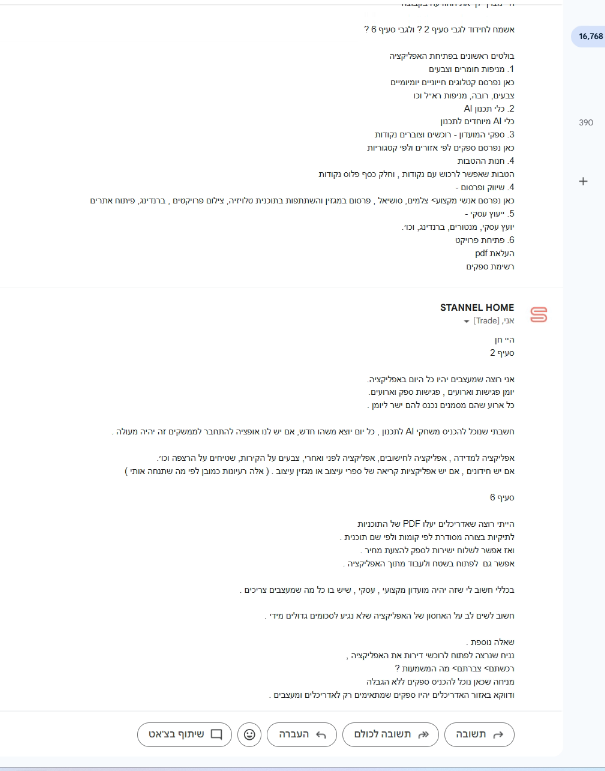 אשמח לחידוד לגבי סעיף 2 ? ולגבי סעיף 6 ?
בולטים ראשונים בפתיחת האפליקציה
1. מניפות חומרים וצבעים
כאן נפרסם קטלוגים חיוניים יומיומיים
צבעים, רובה, מניפות ראייל וכו
2. כלי תכנון AI
כלי AI מיוחדים לתכנון
3. ספקי המועדון - רוכשים וצוברים נקודות
כאן נפרסם ספקים לפי אזורים ולפי קטגוריות
4. חנות ההטבות
הטבות שאפשר לרכוש עם נקודות , וחלק כסף פלוס נקודות
4. שיווק ופרסום -
כאן נפרסם אנשי מקצוע> צלמים, סושיאל , פרסום במגזין והשתתפות בתוכנית טלויזיה, צילום פרויקטים , ברנדינג, פיתוח אתרים
5. ייעוץ עסקי -
יועץ עסקי, מנטורים, ברנדינג, וכו'.
6. פתיחת פרויקט
העלאת pdf
רשימת ספקים
STANNEL HOME
אני, (Trade)
היי חן
סעיף 2
אני רוצה שמעצבים יהיו כל היום באפליקציה.
יומן פגישות וארועים , פגישות ספק וארועים.
כל ארוע שהם מסמנים נכנס להם ישר ליומן .
חשבתי שנוכל להכניס משחקי AI לתכנון , כל יום יוצא משהו חדש, אם יש לנו אופציה להתחבר לממשקים זה יהיה מעולה .
אפליקציה למדידה , אפליקציה לחישובים, אפליקציה לפני ואחרי, צבעים על הקירות, שטיחים על הרצפה וכו'.
אם יש חידונים , אם יש אפליקציות קריאה של ספרי עיצוב או מגזין עיצוב . ( אלה רעיונות כמובן לפי מה שתנחה אותי )
סעיף 6
הייתי רוצה שאדריכלים יעלו PDF של התוכניות
לתיקיות בצורה מסודרת לפי קומות ולפי שם תוכנית .
ואז אפשר לשלוח ישירות לספק להצעת מחיר .
אפשר גם לפתוח בשטח ולעבוד מתוך האפליקציה .
בכללי חשוב לי שזה יהיה מועדון מקצועי , עסקי , שיש בו כל מה שמעצבים צריכים .
חשוב לשים לב על האחסון של האפליקציה שלא נגיע לסכומים גדולים מידי .
שאלה נוספת .
נניח שנרצה לפתוח לרוכשי דירות את האפליקציה ,
רכשתם> צברתם> מה המשמעות ?
מניחה שכאן נוכל להכניס ספקים ללא הגבלה
ודווקא באזור האדריכלים יהיו ספקים שמתאימים רק לאדריכלים ומעצבים .
תשובה
תשובה לכולם
העברה
שיתוף בצ'אט
16,768
390